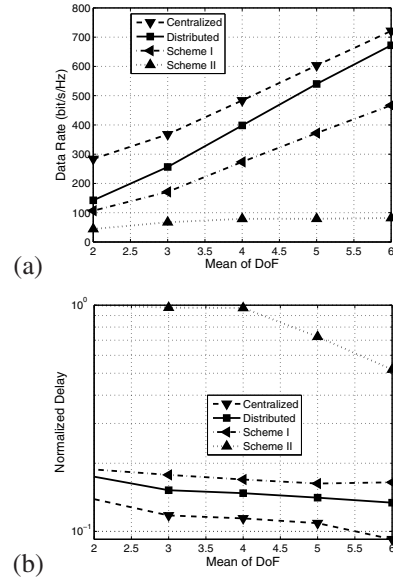 800
700
600
500
400
300
200
100
0
Data Rate (bit/s/Hz)
Centralized
Distributed
Scheme I
Scheme II
2 2.5 3 3.5 4 4.5 5 5.5 6
Mean of DoF
(a)
10^0
10^-1
Normalized Delay
Centralized
Distributed
Scheme I
Scheme II
2 2.5 3 3.5 4 4.5 5 5.5 6
Mean of DoF
(b)